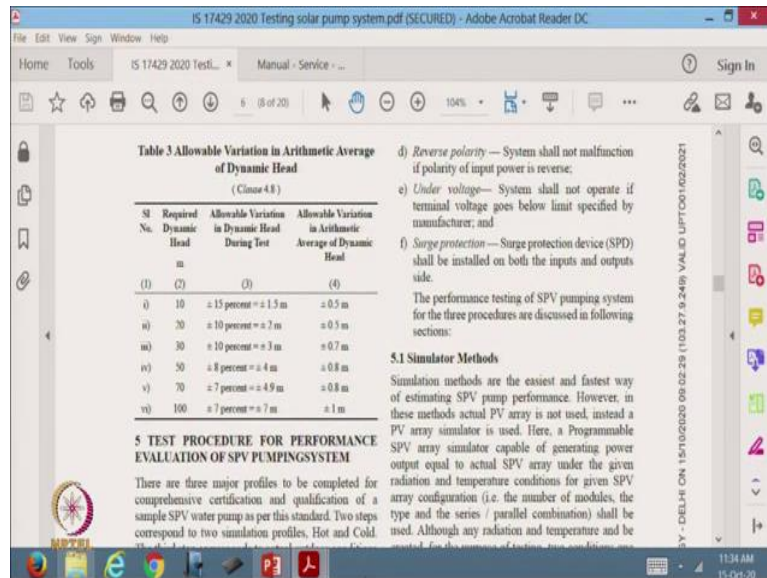 IS 17429 2020 Testing solar pump system.pdf (SECURED) - Adobe Acrobat Reader DC
File Edit View Sign Window Help
Home Tools IS 17429 2020 Testi... × Manual - Service - ... Sign In
6 (8 of 20) 104%
Table 3 Allowable Variation in Arithmetic Average
of Dynamic Head
( Clause 4.8 )
Sl Required Allowable Variation Allowable Variation
No. Dynamic in Dynamic Head in Arithmetic
Head During Test Average of Dynamic
m Head
(1) (2) (3) (4)
i) 10 ± 15 percent = ± 1.5 m ± 0.5 m
ii) 20 ± 10 percent = ± 2 m ± 0.5 m
iii) 30 ± 10 percent = ± 3 m ± 0.7 m
iv) 50 ± 8 percent = ± 4 m ± 0.8 m
v) 70 ± 7 percent = ± 4.9 m ± 0.8 m
vi) 100 ± 7 percent = ± 7 m ± 1 m
5 TEST PROCEDURE FOR PERFORMANCE
EVALUATION OF SPV PUMPINGSYSTEM
There are three major profiles to be completed for
comprehensive certification and qualification of a
sample SPV water pump as per this standard. Two steps
correspond to two simulation profiles, Hot and Cold.
d) Reverse polarity — System shall not malfunction
if polarity of input power is reverse;
e) Under voltage— System shall not operate if
terminal voltage goes below limit specified by
manufacturer; and
f) Surge protection — Surge protection device (SPD)
shall be installed on both the inputs and outputs
side.
The performance testing of SPV pumping system
for the three procedures are discussed in following
sections:
5.1 Simulator Methods
Simulation methods are the easiest and fastest way
of estimating SPV pump performance. However, in
these methods actual PV array is not used, instead a
PV array simulator is used. Here, a Programmable
SPV array simulator capable of generating power
output equal to actual SPV array under the given
radiation and temperature conditions for given SPV
array configuration (i.e. the number of modules, the
type and the series / parallel combination) shall be
used. Although any radiation and temperature and be
GY - DELHI ON 15/10/2020 09:02:29 (103.27.9.249) VALID UPTO01/02/2021
NPTEL
11:34 AM
15-Oct-20